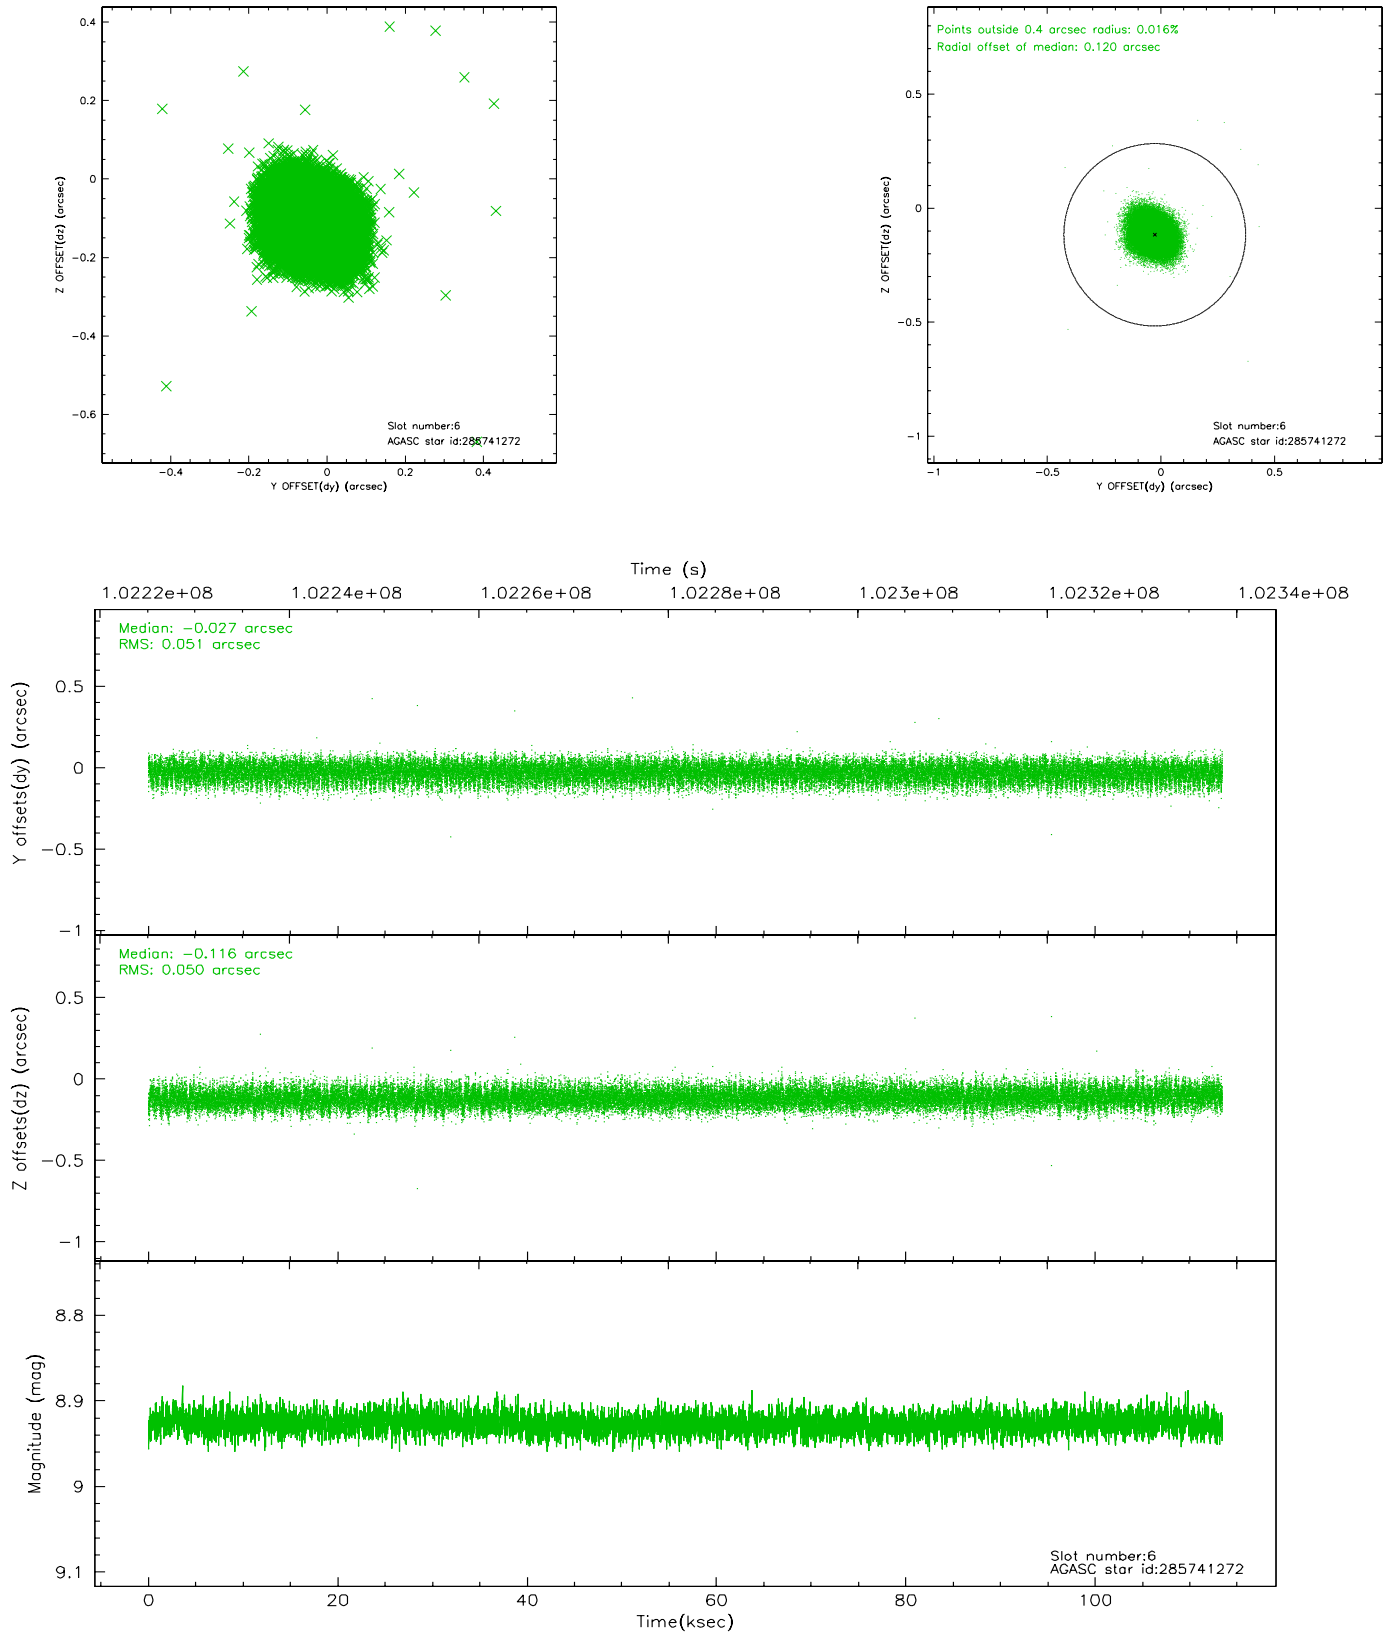 0.4
0.2
0
−0.2
−0.4
−0.6
Z OFFSET(dz) (arcsec)
Slot number:6
AGASC star id:285741272
−0.4 −0.2 0 0.2 0.4
Y OFFSET(dy) (arcsec)
Points outside 0.4 arcsec radius: 0.016%
Radial offset of median: 0.120 arcsec
0.5
0
−0.5
−1
Z OFFSET(dz) (arcsec)
Slot number:6
AGASC star id:285741272
−1 −0.5 0 0.5
Y OFFSET(dy) (arcsec)
Time (s)
1.0222e+08 1.0224e+08 1.0226e+08 1.0228e+08 1.023e+08 1.0232e+08 1.0234e+08
Median: −0.027 arcsec
RMS: 0.051 arcsec
0.5
0
−0.5
−1
Y offsets(dy) (arcsec)
Median: −0.116 arcsec
RMS: 0.050 arcsec
0.5
0
−0.5
−1
Z offsets(dz) (arcsec)
8.8
8.9
9
9.1
Magnitude (mag)
Slot number:6
AGASC star id:285741272
0 20 40 60 80 100
Time(ksec)